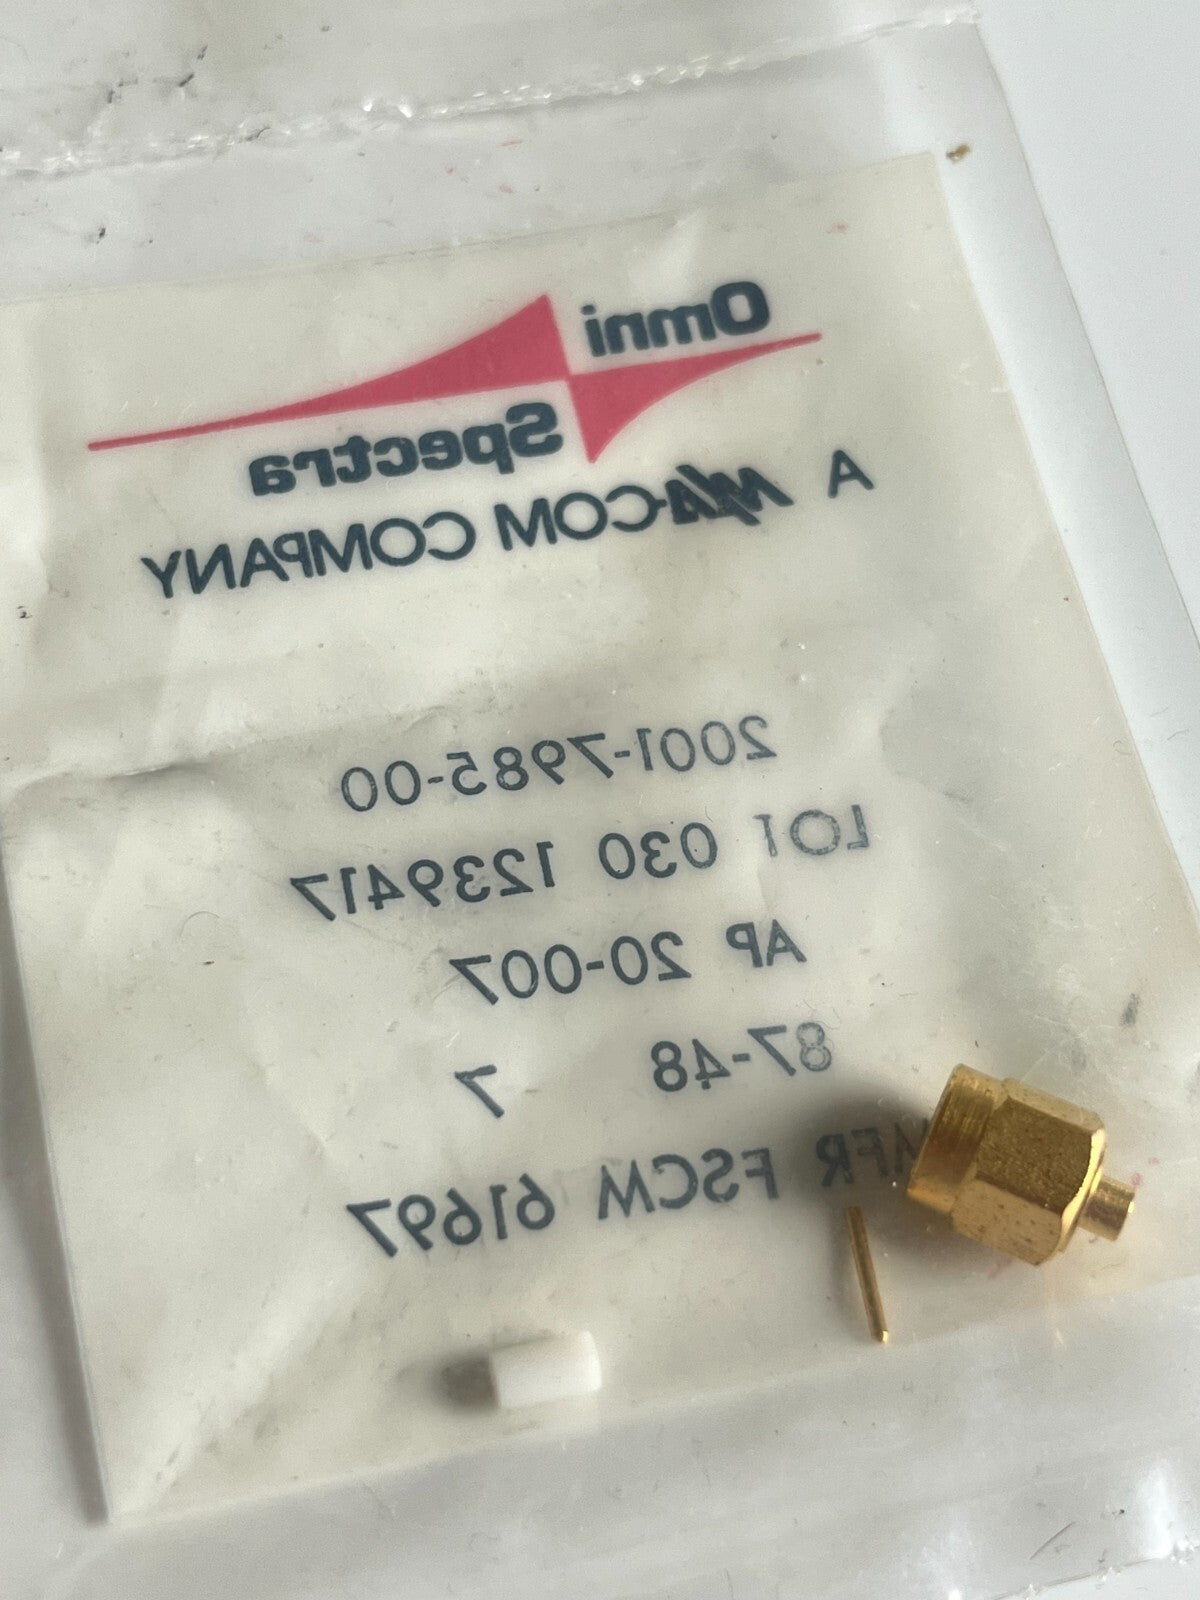 Omni
Spectra
A M/A-COM COMPANY
2001-7985-00
LOT 030 1239417
AP 20-007
87-48 7
MFR FSCM 61697